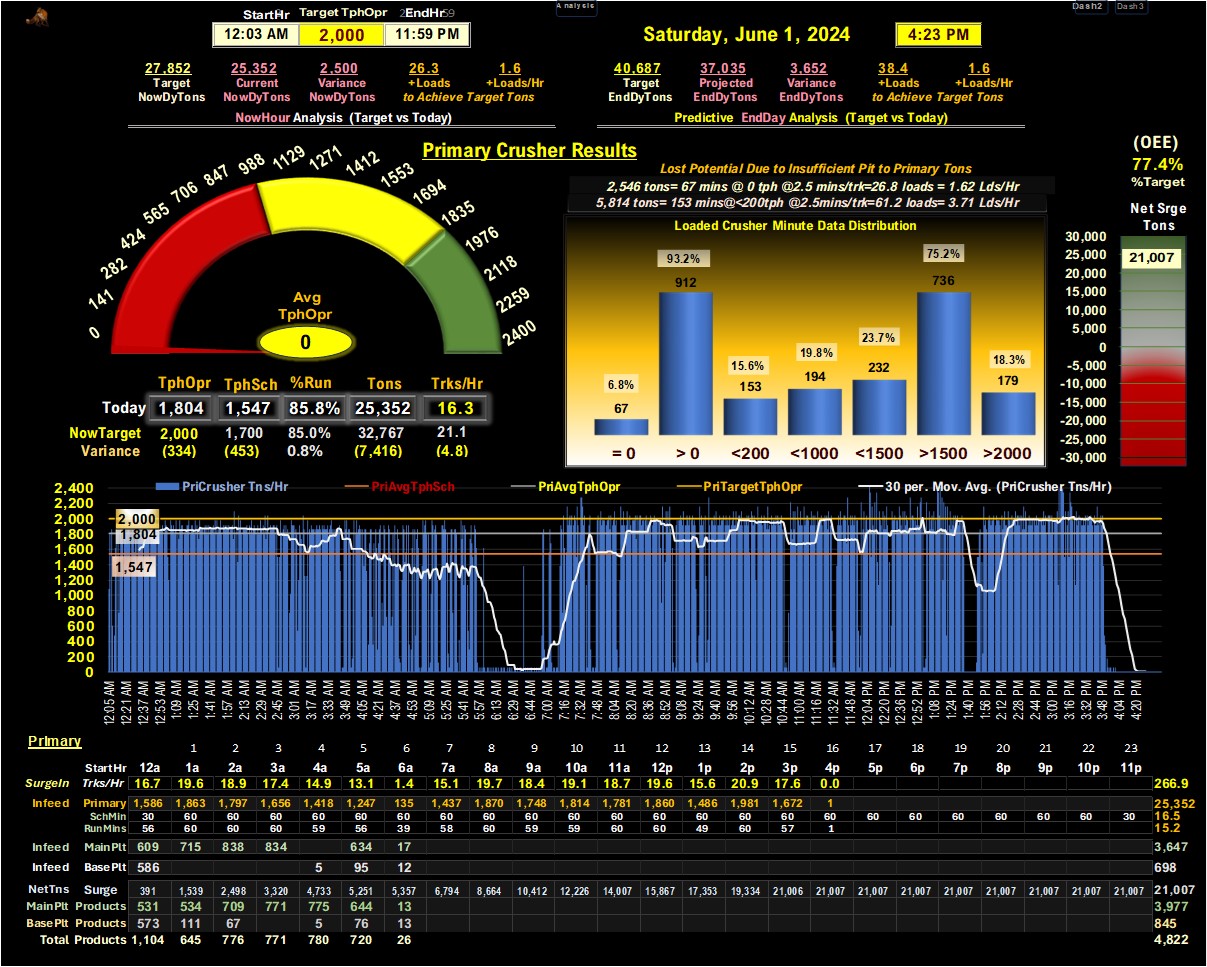 Analysis
Dash2 Dash3
StartHr Target TphOpr EndHr
12:03 AM 2,000 11:59 PM
Saturday, June 1, 2024 4:23 PM
27,852 25,352 2,500 26.3 1.6
Target Current Variance +Loads +Loads/Hr
NowDyTons NowDyTons NowDyTons to Achieve Target Tons
NowHour Analysis (Target vs Today)
40,687 37,035 3,652 38.4 1.6
Target Projected Variance +Loads +Loads/Hr
EndDyTons EndDyTons EndDyTons to Achieve Target Tons
Predictive EndDay Analysis (Target vs Today)
Primary Crusher Results
0 141 282 424 565 706 847 988 1129 1271 1412 1553 1694 1835 1976 2118 2259 2400
Avg
TphOpr
0
TphOpr TphSch %Run Tons Trks/Hr
Today 1,804 1,547 85.8% 25,352 16.3
NowTarget 2,000 1,700 85.0% 32,767 21.1
Variance (334) (453) 0.8% (7,416) (4.8)
Lost Potential Due to Insufficient Pit to Primary Tons
2,546 tons= 67 mins @ 0 tph @2.5 mins/trk=26.8 loads = 1.62 Lds/Hr
5,814 tons= 153 mins@<200tph @2.5mins/trk=61.2 loads= 3.71 Lds/Hr
Loaded Crusher Minute Data Distribution
6.8% 93.2% 15.6% 19.8% 23.7% 75.2% 18.3%
67 912 153 194 232 736 179
= 0 > 0 <200 <1000 <1500 >1500 >2000
(OEE)
77.4%
%Target
Net Srge
Tons
21,007
30,000
25,000
20,000
15,000
10,000
5,000
0
-5,000
-10,000
-15,000
-20,000
-25,000
-30,000
PriCrusher Tns/Hr PriAvgTphSch PriAvgTphOpr PriTargetTphOpr 30 per. Mov. Avg. (PriCrusher Tns/Hr)
2,400
2,200
2,000
1,800
1,600
1,400
1,200
1,000
800
600
400
200
0
2,000
1,804
1,547
12:05 AM 12:21 AM 12:37 AM 12:53 AM 1:09 AM 1:25 AM 1:41 AM 1:57 AM 2:13 AM 2:29 AM 2:45 AM 3:01 AM 3:17 AM 3:33 AM 3:49 AM 4:05 AM 4:21 AM 4:37 AM 4:53 AM 5:09 AM 5:25 AM 5:41 AM 5:57 AM 6:13 AM 6:29 AM 6:44 AM 7:00 AM 7:16 AM 7:32 AM 7:48 AM 8:04 AM 8:20 AM 8:36 AM 8:52 AM 9:08 AM 9:24 AM 9:40 AM 9:56 AM 10:12 AM 10:28 AM 10:44 AM 11:00 AM 11:16 AM 11:32 AM 11:48 AM 12:04 PM 12:20 PM 12:36 PM 12:52 PM 1:08 PM 1:24 PM 1:40 PM 1:56 PM 2:12 PM 2:28 PM 2:44 PM 3:00 PM 3:16 PM 3:32 PM 3:48 PM 4:04 PM 4:20 PM
Primary 1 2 3 4 5 6 7 8 9 10 11 12 13 14 15 16 17 18 19 20 21 22 23
StartHr 12a 1a 2a 3a 4a 5a 6a 7a 8a 9a 10a 11a 12p 1p 2p 3p 4p 5p 6p 7p 8p 9p 10p 11p
SurgeIn Trks/Hr 16.7 19.6 18.9 17.4 14.9 13.1 1.4 15.1 19.7 18.4 19.1 18.7 19.6 15.6 20.9 17.6 0.0 266.9
Infeed Primary 1,586 1,863 1,797 1,656 1,418 1,247 135 1,437 1,870 1,748 1,814 1,781 1,860 1,486 1,981 1,672 1 25,352
SchMin 30 60 60 60 60 60 60 60 60 60 60 60 60 60 60 60 60 60 60 60 60 60 60 30 16.5
RunMins 56 60 60 60 59 56 39 58 60 59 59 60 60 49 60 57 1 15.2
Infeed MainPlt 609 715 838 834 634 17 3,647
Infeed BasePlt 586 5 95 12 698
NetTns Surge 391 1,539 2,498 3,320 4,733 5,251 5,357 6,794 8,664 10,412 12,226 14,007 15,867 17,353 19,334 21,006 21,007 21,007 21,007 21,007 21,007 21,007 21,007 21,007 21,007
MainPlt Products 531 534 709 771 775 644 13 3,977
BasePlt Products 573 111 67 5 76 13 845
Total Products 1,104 645 776 771 780 720 26 4,822